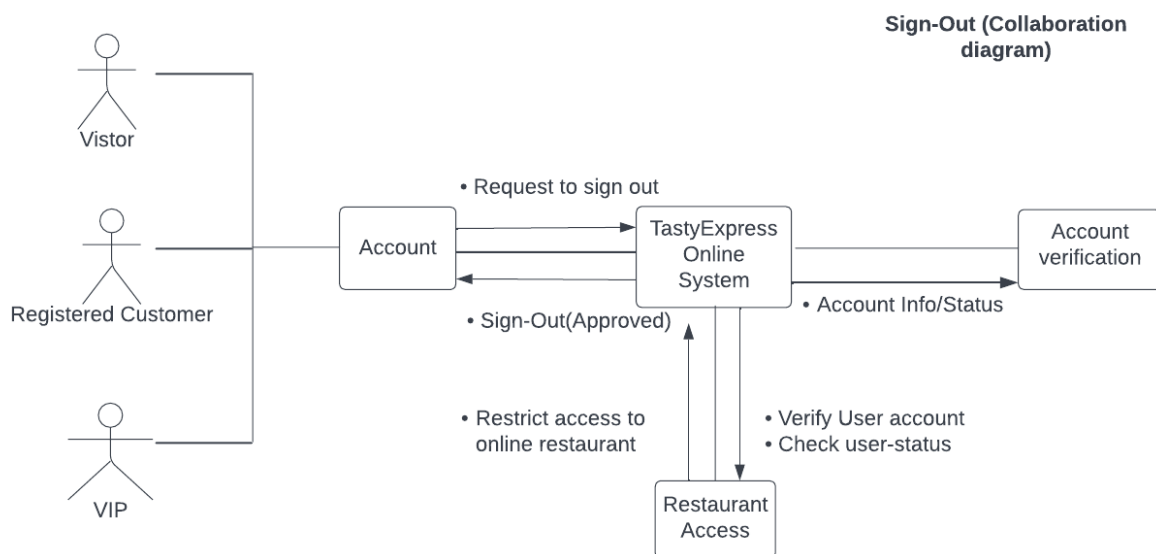 Sign-Out (Collaboration
diagram)
Vistor
• Request to sign out
Account
TastyExpress
Online
System
Account
verification
Registered Customer
• Sign-Out(Approved)
• Account Info/Status
• Restrict access to
online restaurant
• Verify User account
• Check user-status
VIP
Restaurant
Access